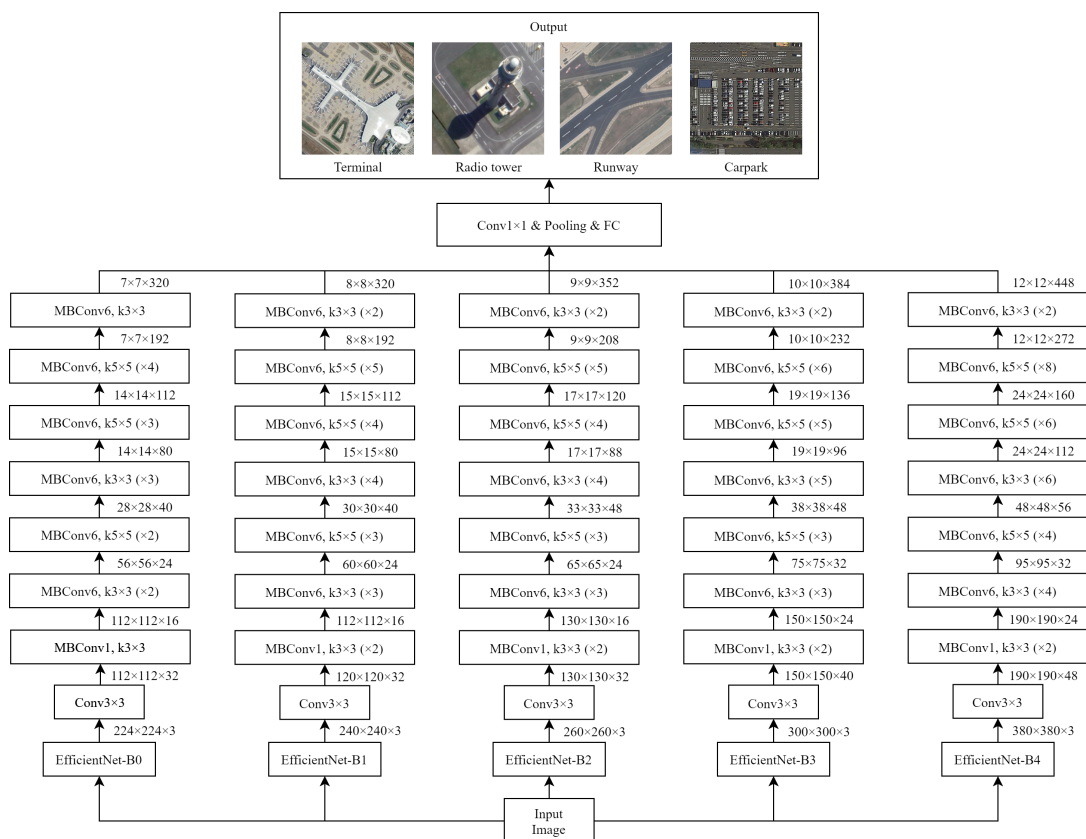 Output
Terminal
Radio tower
Runway
Carpark
Conv1×1 & Pooling & FC
7×7×320
8×8×320
9×9×352
10×10×384
12×12×448
MBConv6, k3×3
MBConv6, k3×3 (×2)
MBConv6, k3×3 (×2)
MBConv6, k3×3 (×2)
MBConv6, k3×3 (×2)
7×7×192
8×8×192
9×9×208
10×10×232
12×12×272
MBConv6, k5×5 (×4)
MBConv6, k5×5 (×5)
MBConv6, k5×5 (×5)
MBConv6, k5×5 (×6)
MBConv6, k5×5 (×8)
14×14×112
15×15×112
17×17×120
19×19×136
24×24×160
MBConv6, k5×5 (×3)
MBConv6, k5×5 (×4)
MBConv6, k5×5 (×4)
MBConv6, k5×5 (×5)
MBConv6, k5×5 (×6)
14×14×80
15×15×80
17×17×88
19×19×96
24×24×112
MBConv6, k3×3 (×3)
MBConv6, k3×3 (×4)
MBConv6, k3×3 (×4)
MBConv6, k3×3 (×5)
MBConv6, k3×3 (×6)
28×28×40
30×30×40
33×33×48
38×38×48
48×48×56
MBConv6, k5×5 (×2)
MBConv6, k5×5 (×3)
MBConv6, k5×5 (×3)
MBConv6, k5×5 (×3)
MBConv6, k5×5 (×4)
56×56×24
60×60×24
65×65×24
75×75×32
95×95×32
MBConv6, k3×3 (×2)
MBConv6, k3×3 (×3)
MBConv6, k3×3 (×3)
MBConv6, k3×3 (×3)
MBConv6, k3×3 (×4)
112×112×16
112×112×16
130×130×16
150×150×24
190×190×24
MBConv1, k3×3
MBConv1, k3×3 (×2)
MBConv1, k3×3 (×2)
MBConv1, k3×3 (×2)
MBConv1, k3×3 (×2)
112×112×32
120×120×32
130×130×32
150×150×40
190×190×48
Conv3×3
Conv3×3
Conv3×3
Conv3×3
Conv3×3
224×224×3
240×240×3
260×260×3
300×300×3
380×380×3
EfficientNet-B0
EfficientNet-B1
EfficientNet-B2
EfficientNet-B3
EfficientNet-B4
Input
Image